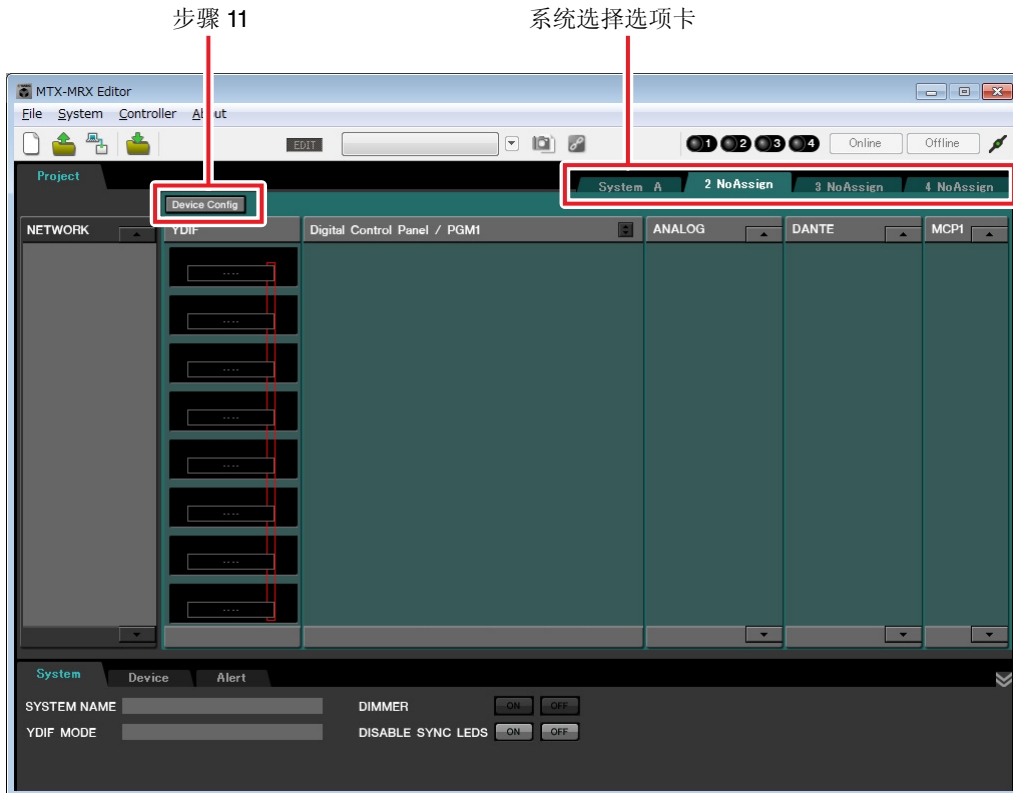 步骤 11
系统选择选项卡
MTX-MRX Editor
File System Controller About
EDIT
1 2 3 4
Online
Offline
Project
System A
2 NoAssign
3 NoAssign
4 NoAssign
Device Config
NETWORK
YDIF
Digital Control Panel / PGM1
ANALOG
DANTE
MCP1
----
----
----
----
----
----
----
----
System
Device
Alert
SYSTEM NAME
DIMMER
ON
OFF
YDIF MODE
DISABLE SYNC LEDS
ON
OFF